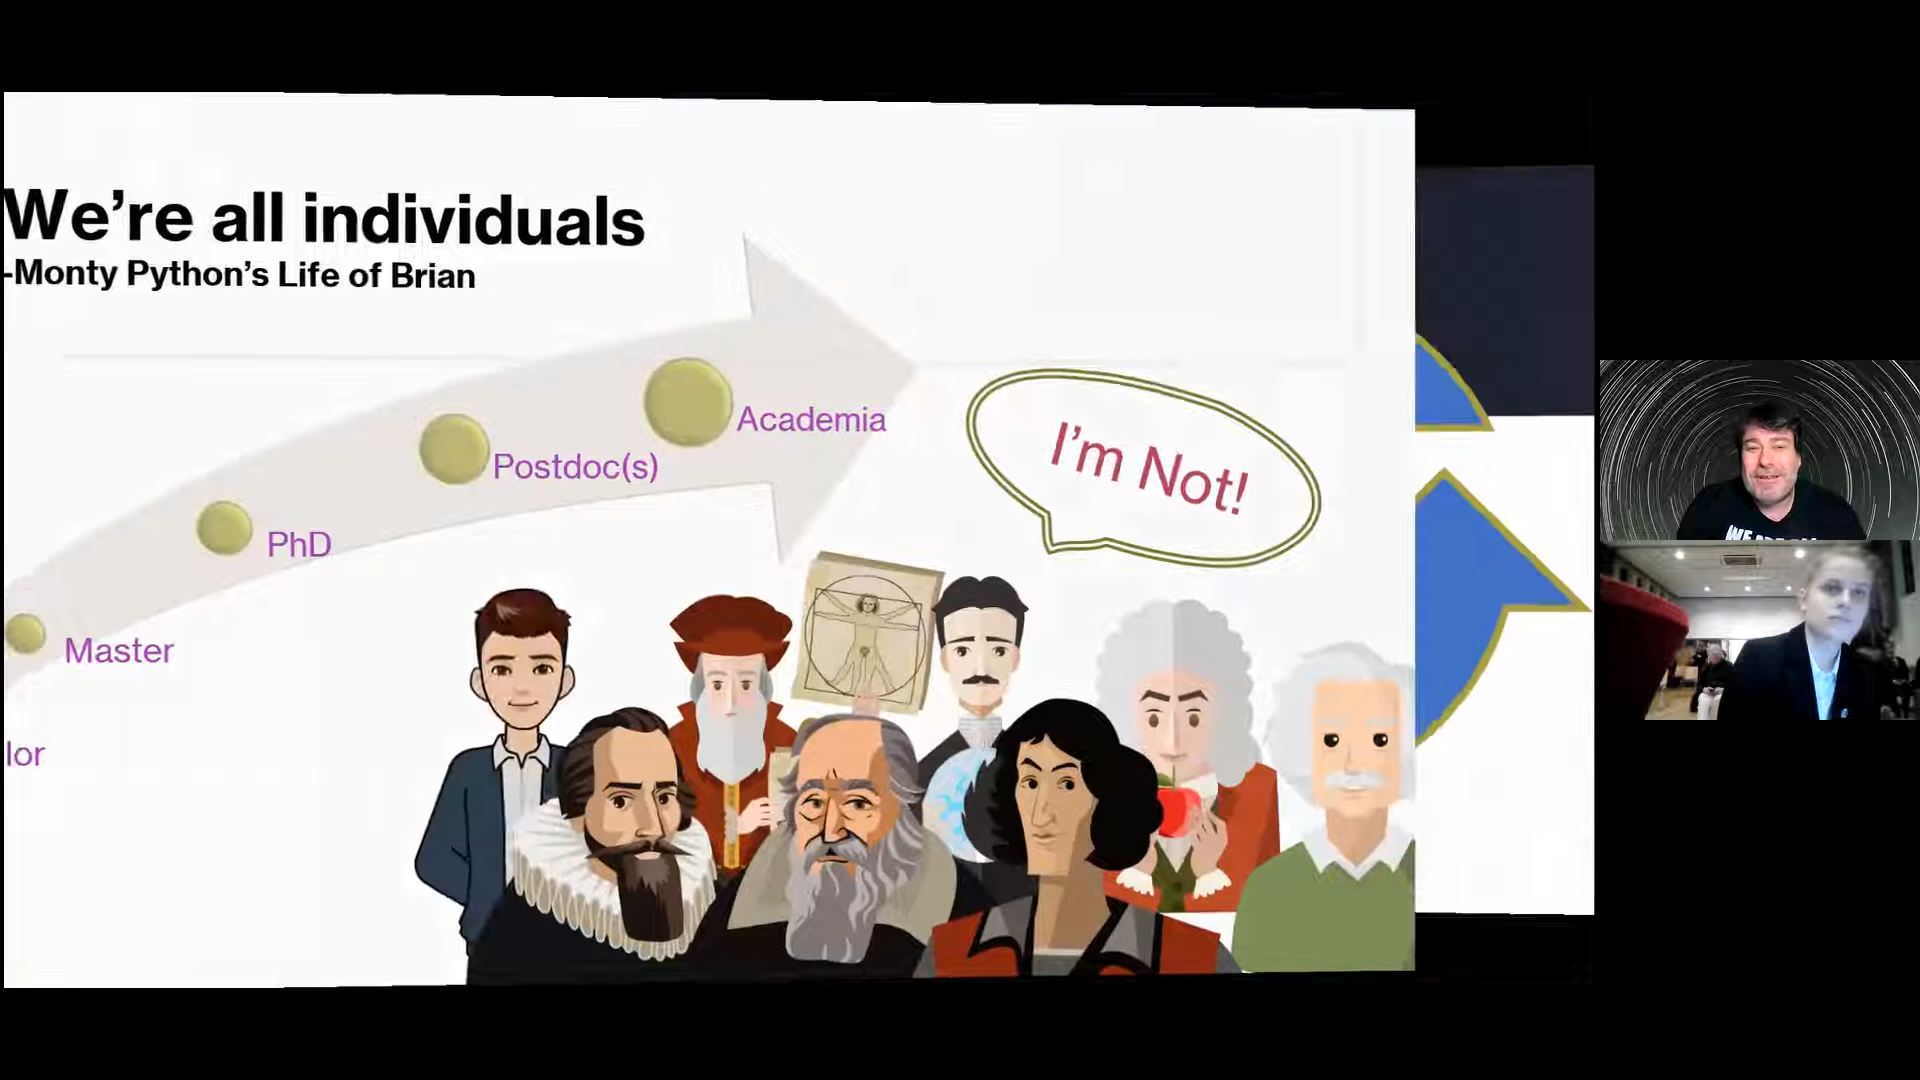 We're all individuals
-Monty Python's Life of Brian
Academia
I'm Not!
Postdoc(s)
PhD
Master
lor